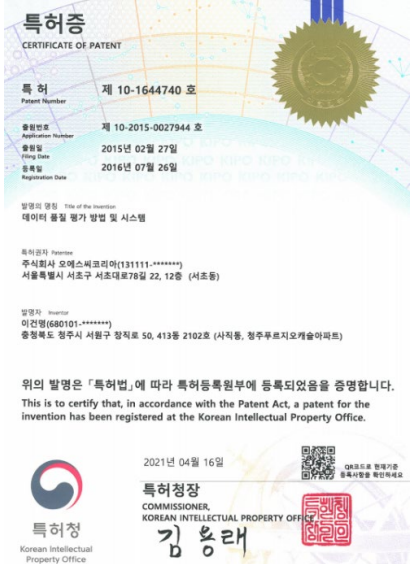 특허증
CERTIFICATE OF PATENT
특 허 제 10-1644740 호
Patent Number
출원번호 제 10-2015-0027944 호
Application Number
출원일 2015년 02월 27일
Filing Date
등록일 2016년 07월 26일
Registration Date
발명의 명칭 Title of the Invention
데이터 품질 평가 방법 및 시스템
특허권자 Patentee
주식회사 오에스씨코리아(131111-*******)
서울특별시 서초구 서초대로78길 22, 12층 (서초동)
발명자 Inventor
이건명(680101-*******)
충청북도 청주시 서원구 창직로 50, 413동 2102호 (사직동, 청주푸르지오캐슬아파트)
위의 발명은 「특허법」에 따라 특허등록원부에 등록되었음을 증명합니다.
This is to certify that, in accordance with the Patent Act, a patent for the
invention has been registered at the Korean Intellectual Property Office.
2021년 04월 16일
QR코드로 현재기준
등록사항을 확인하세요
특허청장
COMMISSIONER,
KOREAN INTELLECTUAL PROPERTY OFFICE
김용래
특허청
Korean Intellectual
Property Office